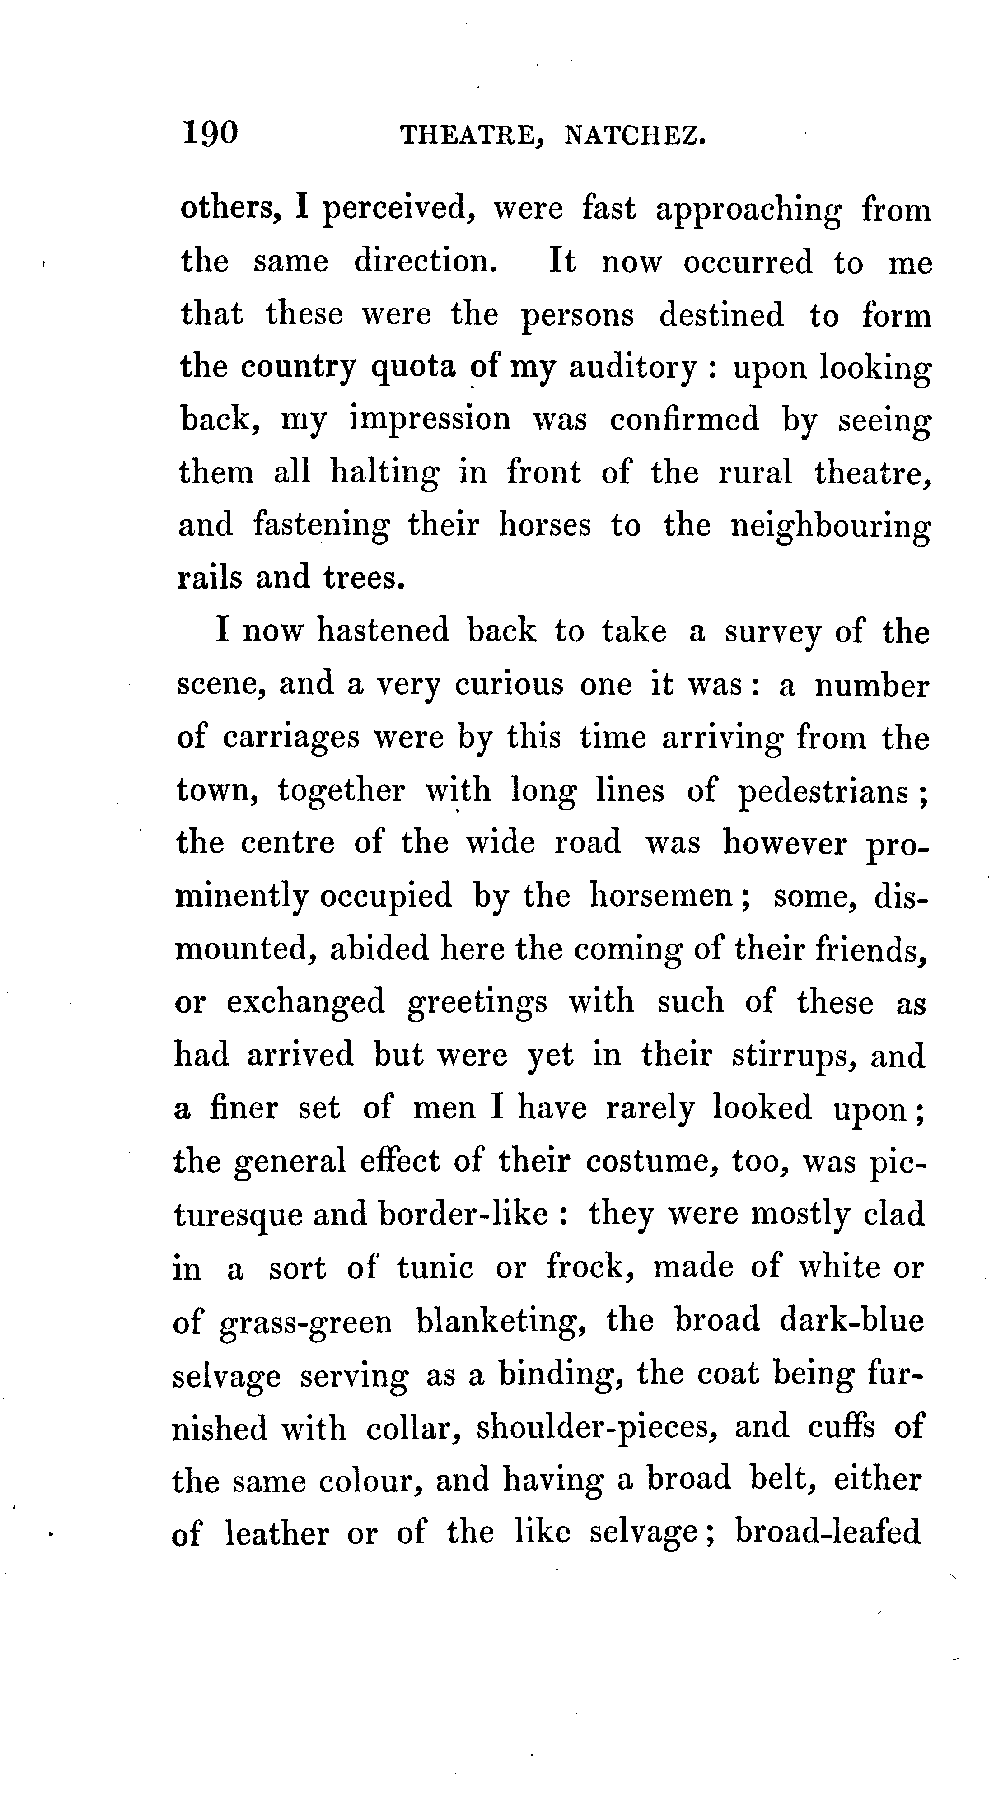 190 THEATRE, NATCHEZ.
others, I perceived, were fast approaching from
the same direction. It now occurred to me
that these were the persons destined to form
the country quota of my auditory : upon looking
back, my impression was confirmed by seeing
them all halting in front of the rural theatre,
and fastening their horses to the neighbouring
rails and trees.
I now hastened back to take a survey of the
scene, and a very curious one it was : a number
of carriages were by this time arriving from the
town, together with long lines of pedestrians ;
the centre of the wide road was however pro-
minently occupied by the horsemen ; some, dis-
mounted, abided here the coming of their friends,
or exchanged greetings with such of these as
had arrived but were yet in their stirrups, and
a finer set of men I have rarely looked upon ;
the general effect of their costume, too, was pic-
turesque and border-like : they were mostly clad
in a sort of tunic or frock, made of white or
of grass-green blanketing, the broad dark-blue
selvage serving as a binding, the coat being fur-
nished with collar, shoulder-pieces, and cuffs of
the same colour, and having a broad belt, either
of leather or of the like selvage ; broad-leafed